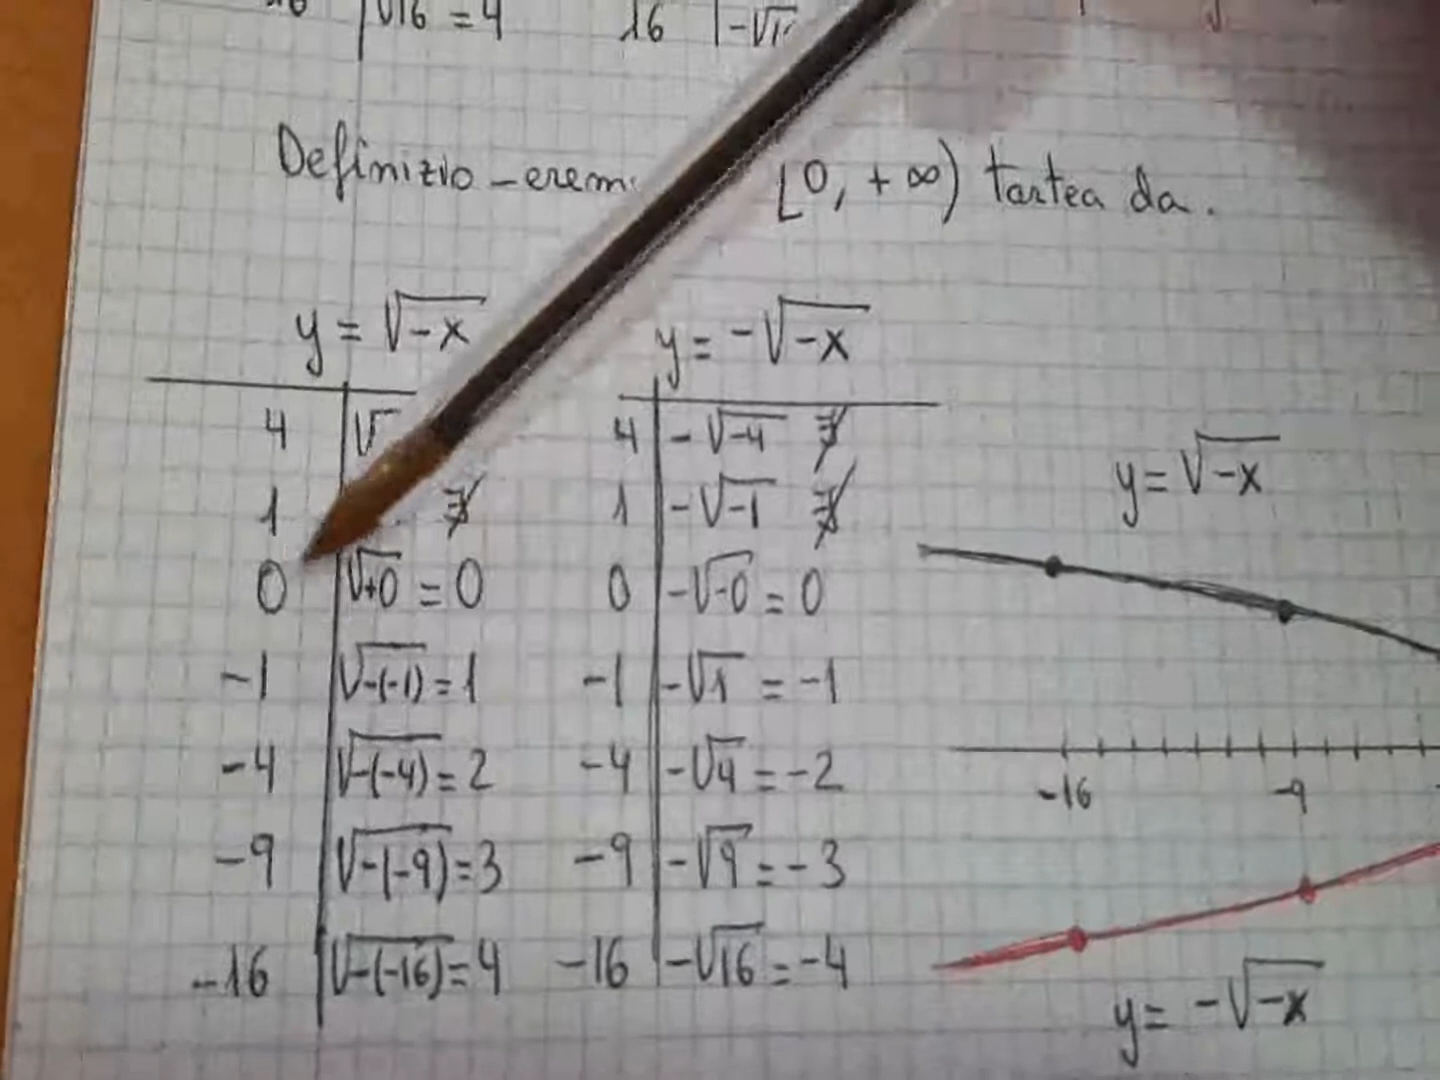 √16 = 4 16 -√1
Definizio-erem [0, +∞) tartea da.
y = √-x y = -√-x
4 √ 4 -√-4 ∄
1 ∄ 1 -√-1 ∄
0 √+0 = 0 0 -√-0 = 0
-1 √-(-1) = 1 -1 -√1 = -1
-4 √-(-4) = 2 -4 -√4 = -2
-9 √-(-9) = 3 -9 -√9 = -3
-16 √-(-16) = 4 -16 -√16 = -4
y = √-x
-16 -9
y = -√-x